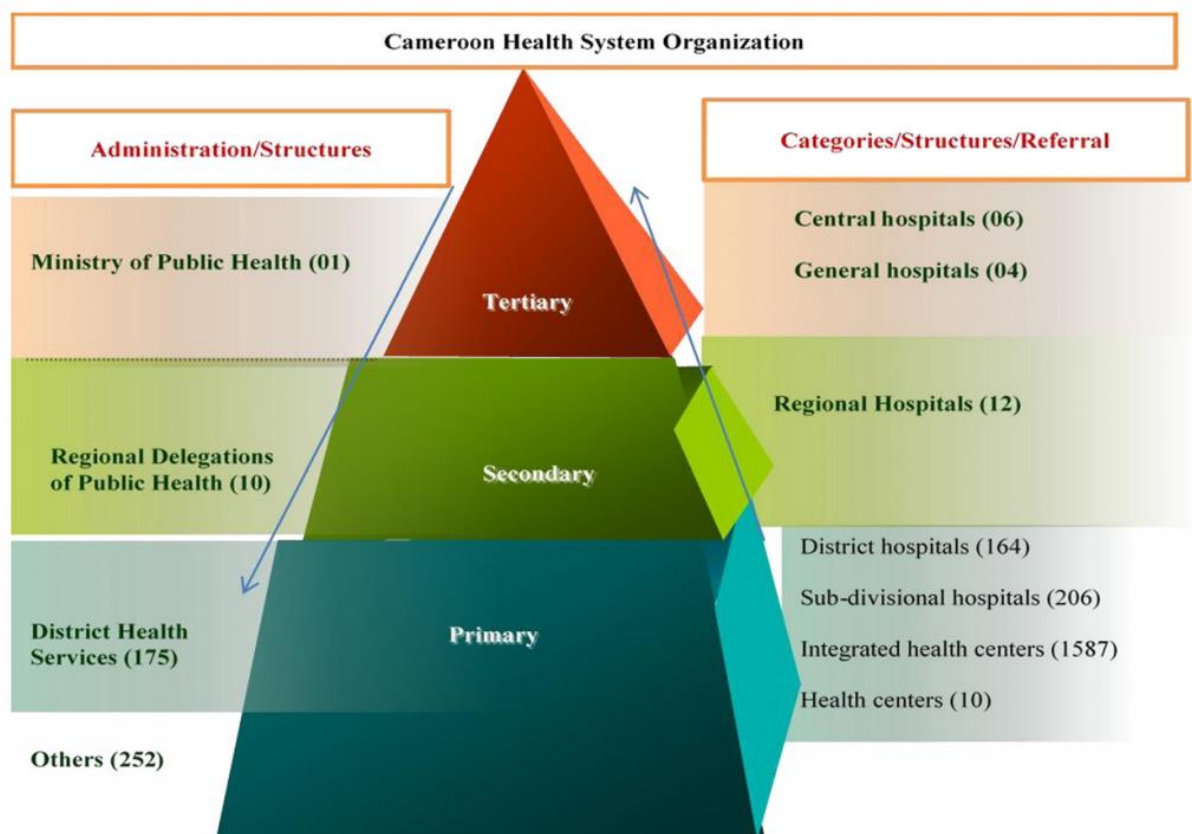 Cameroon Health System Organization
Administration/Structures
Ministry of Public Health (01)
Regional Delegations
of Public Health (10)
District Health
Services (175)
Others (252)
Tertiary
Secondary
Primary
Categories/Structures/Referral
Central hospitals (06)
General hospitals (04)
Regional Hospitals (12)
District hospitals (164)
Sub-divisional hospitals (206)
Integrated health centers (1587)
Health centers (10)